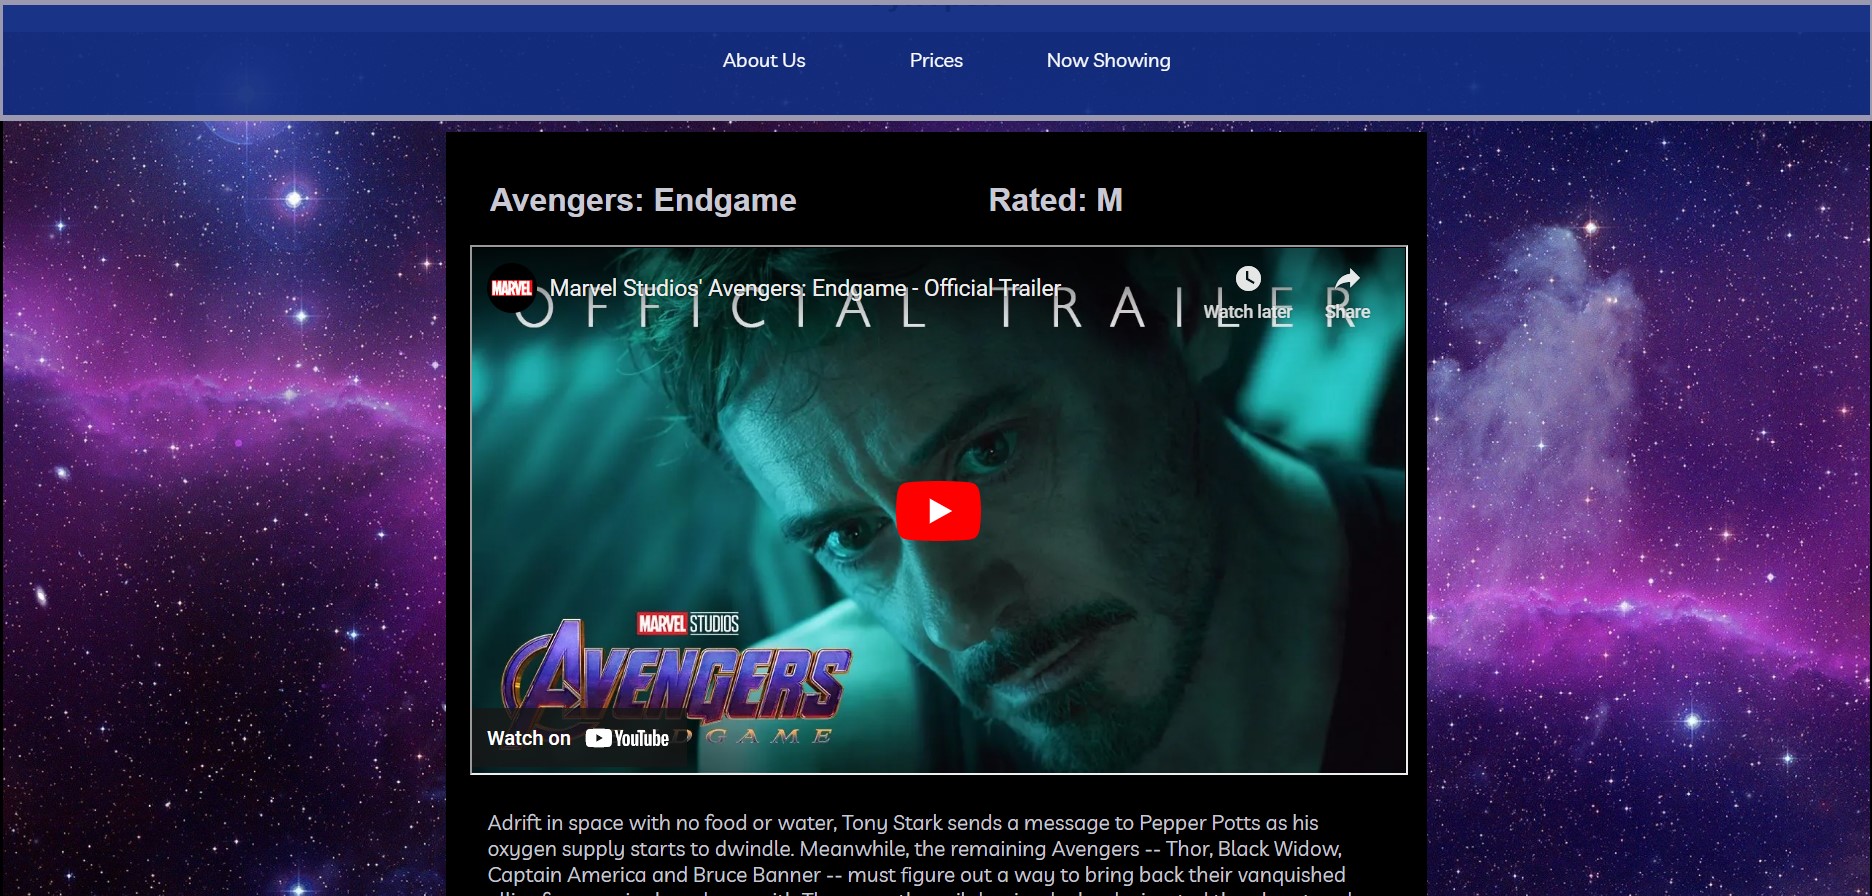 About Us Prices Now Showing
Avengers: Endgame Rated: M
MARVEL Marvel Studios' Avengers: Endgame - Official Trailer
Watch later Share
OFFICIAL TRAILER
MARVEL STUDIOS
AVENGERS
DGAME
Watch on YouTube
Adrift in space with no food or water, Tony Stark sends a message to Pepper Potts as his
oxygen supply starts to dwindle. Meanwhile, the remaining Avengers -- Thor, Black Widow,
Captain America and Bruce Banner -- must figure out a way to bring back their vanquished